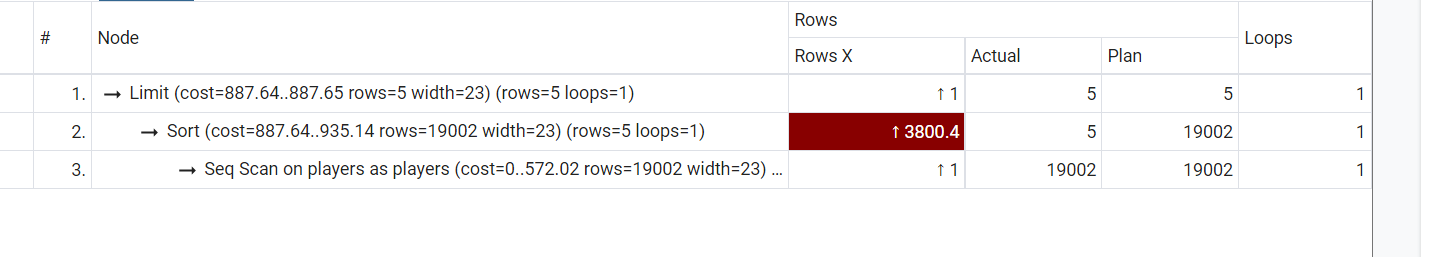 # Node Rows Loops
Rows X Actual Plan
1. → Limit (cost=887.64..887.65 rows=5 width=23) (rows=5 loops=1) ↑ 1 5 5 1
2. → Sort (cost=887.64..935.14 rows=19002 width=23) (rows=5 loops=1) ↑ 3800.4 5 19002 1
3. → Seq Scan on players as players (cost=0..572.02 rows=19002 width=23) ... ↑ 1 19002 19002 1